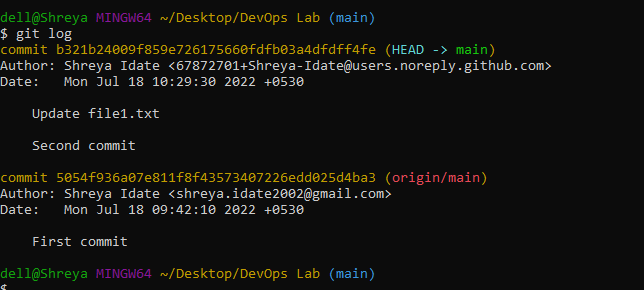 dell@Shreya MINGW64 ~/Desktop/DevOps Lab (main)
$ git log
commit b321b24009f859e726175660fdfb03a4dfdff4fe (HEAD -> main)
Author: Shreya Idate <67872701+Shreya-Idate@users.noreply.github.com>
Date:   Mon Jul 18 10:29:30 2022 +0530

    Update file1.txt

    Second commit

commit 5054f936a07e811f8f43573407226edd025d4ba3 (origin/main)
Author: Shreya Idate <shreya.idate2002@gmail.com>
Date:   Mon Jul 18 09:42:10 2022 +0530

    First commit

dell@Shreya MINGW64 ~/Desktop/DevOps Lab (main)
$